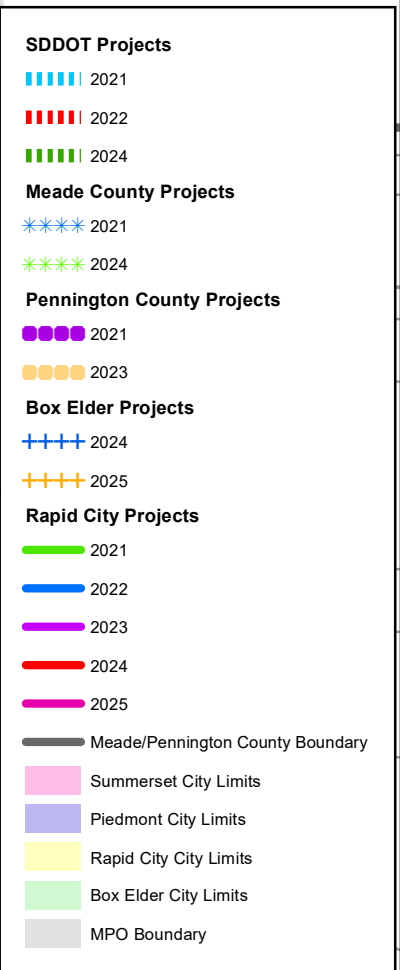 SDDOT Projects
2021
2022
2024
Meade County Projects
2021
2024
Pennington County Projects
2021
2023
Box Elder Projects
2024
2025
Rapid City Projects
2021
2022
2023
2024
2025
Meade/Pennington County Boundary
Summerset City Limits
Piedmont City Limits
Rapid City City Limits
Box Elder City Limits
MPO Boundary